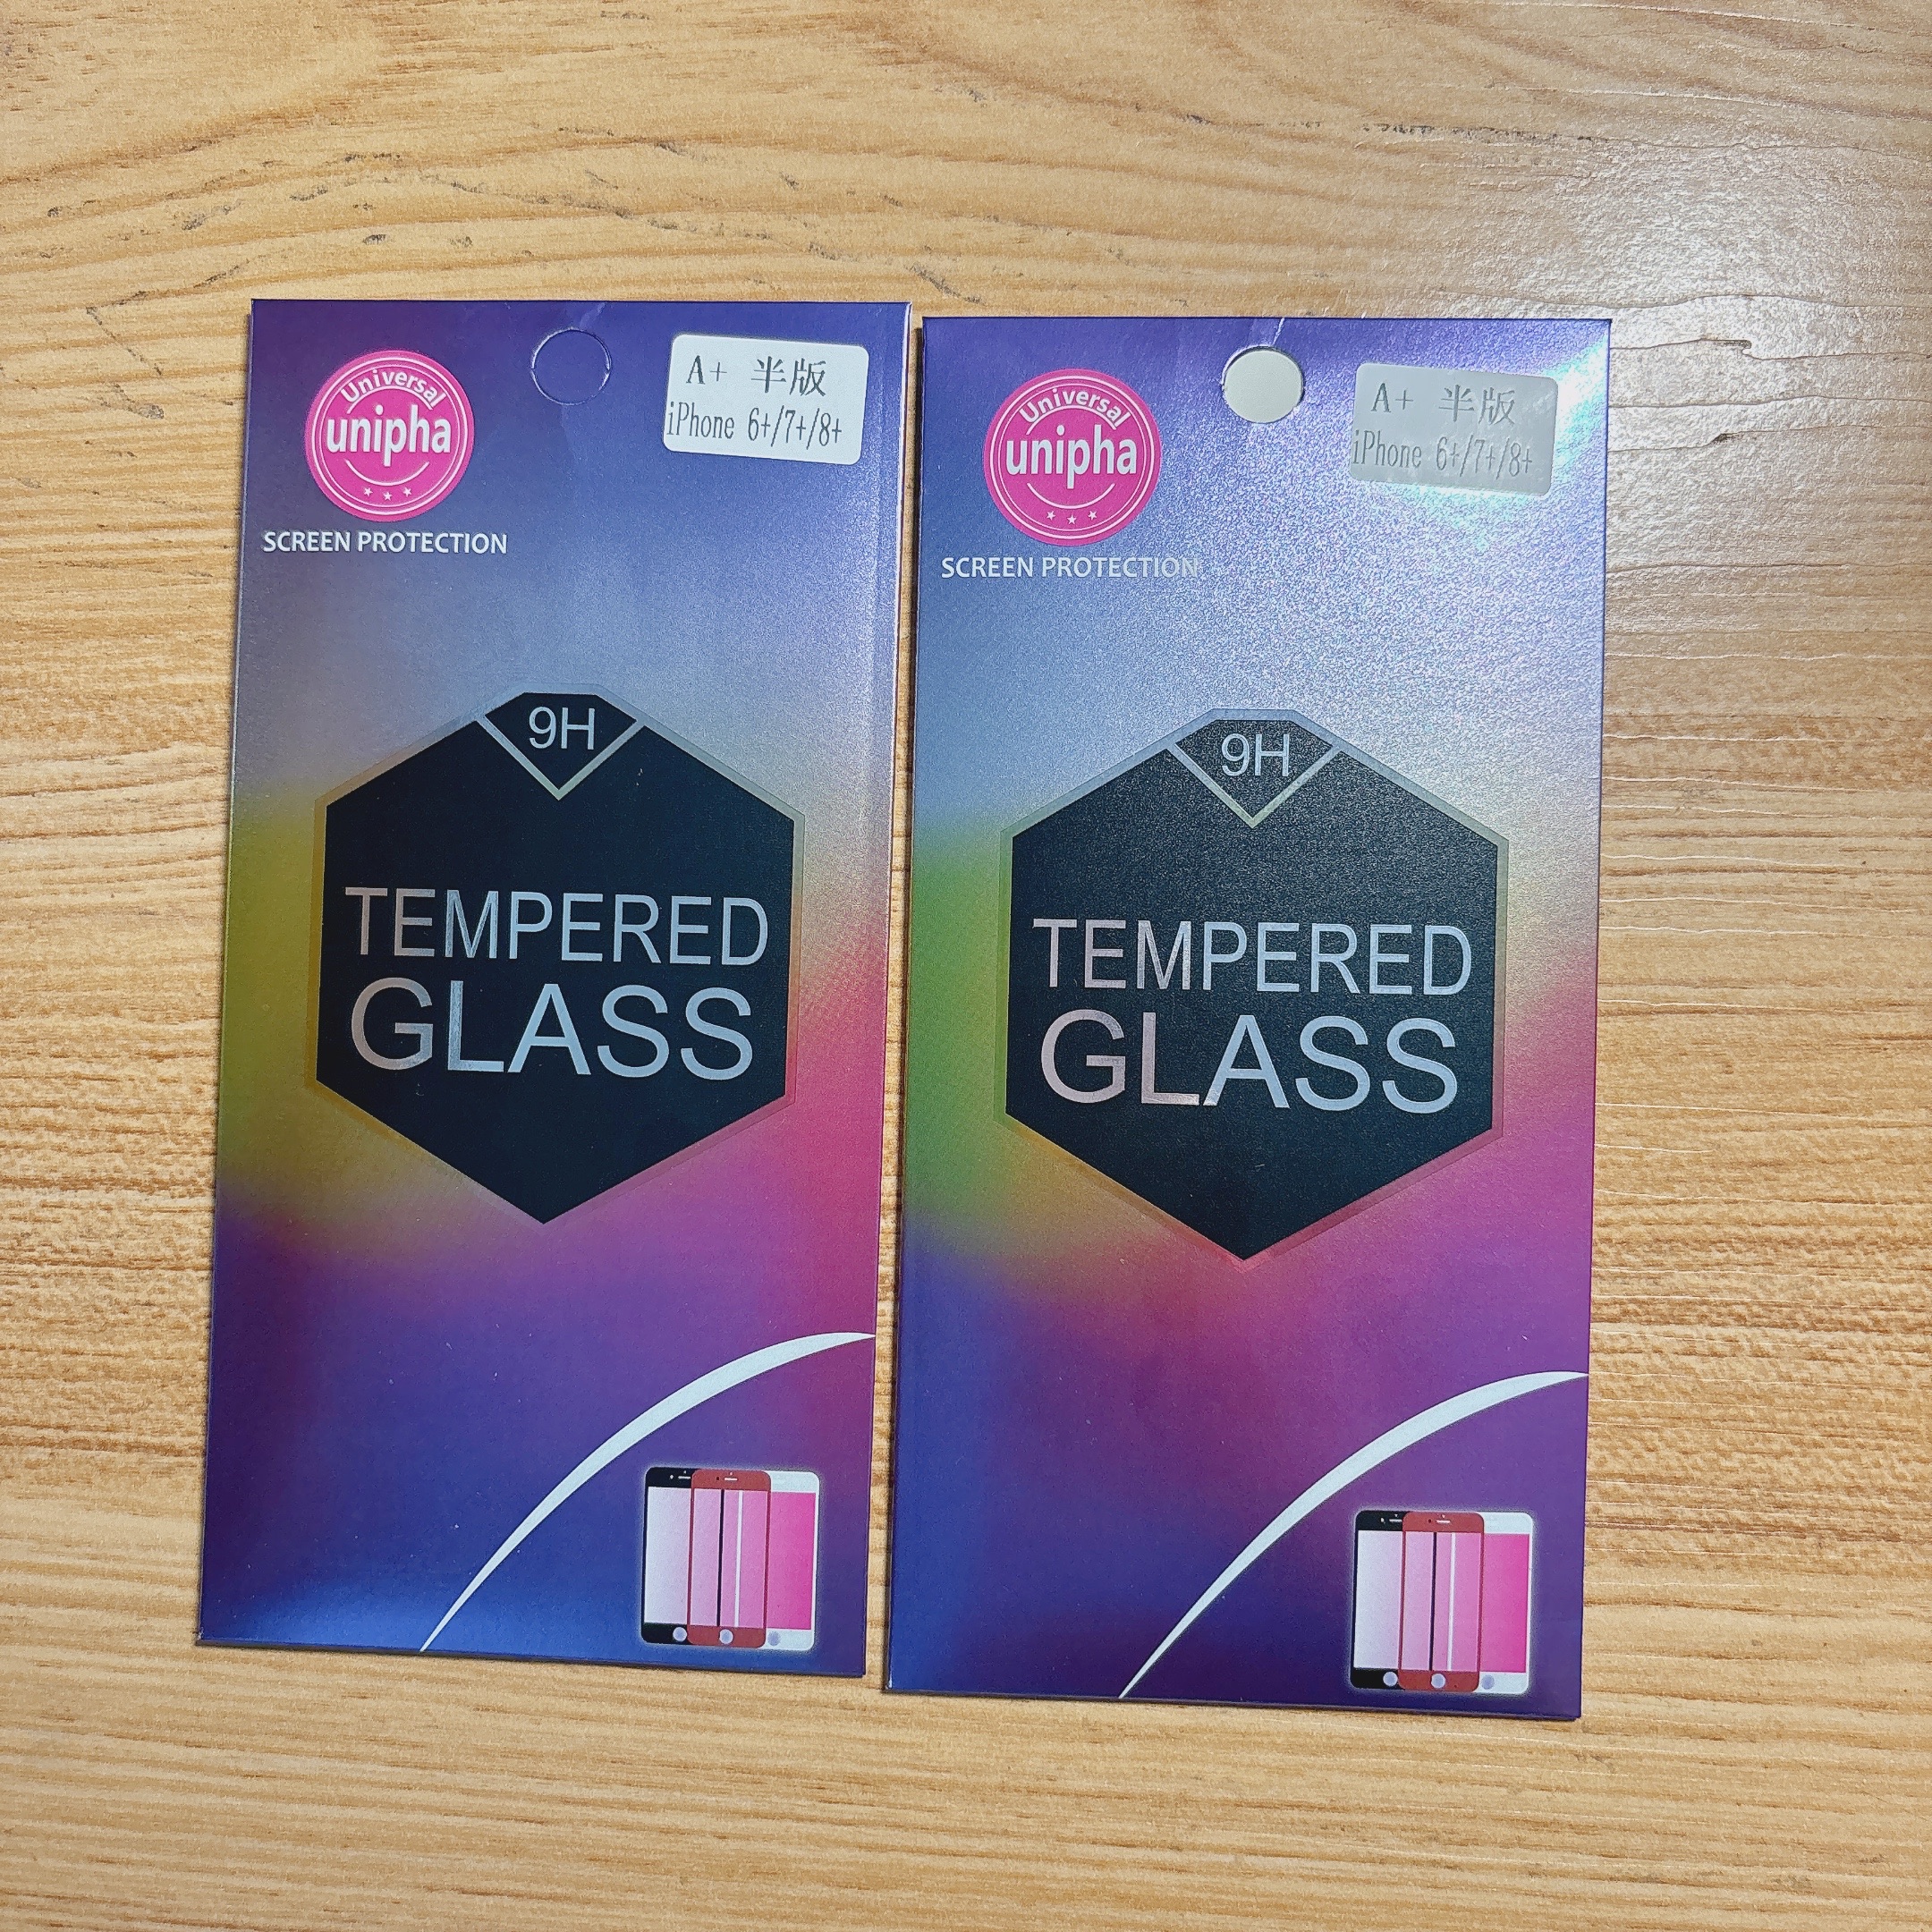 Universal
unipha
SCREEN PROTECTION
A+ 半版
iPhone 6+/7+/8+
9H
TEMPERED
GLASS
Universal
unipha
SCREEN PROTECTION
A+ 半版
iPhone 6+/7+/8+
9H
TEMPERED
GLASS